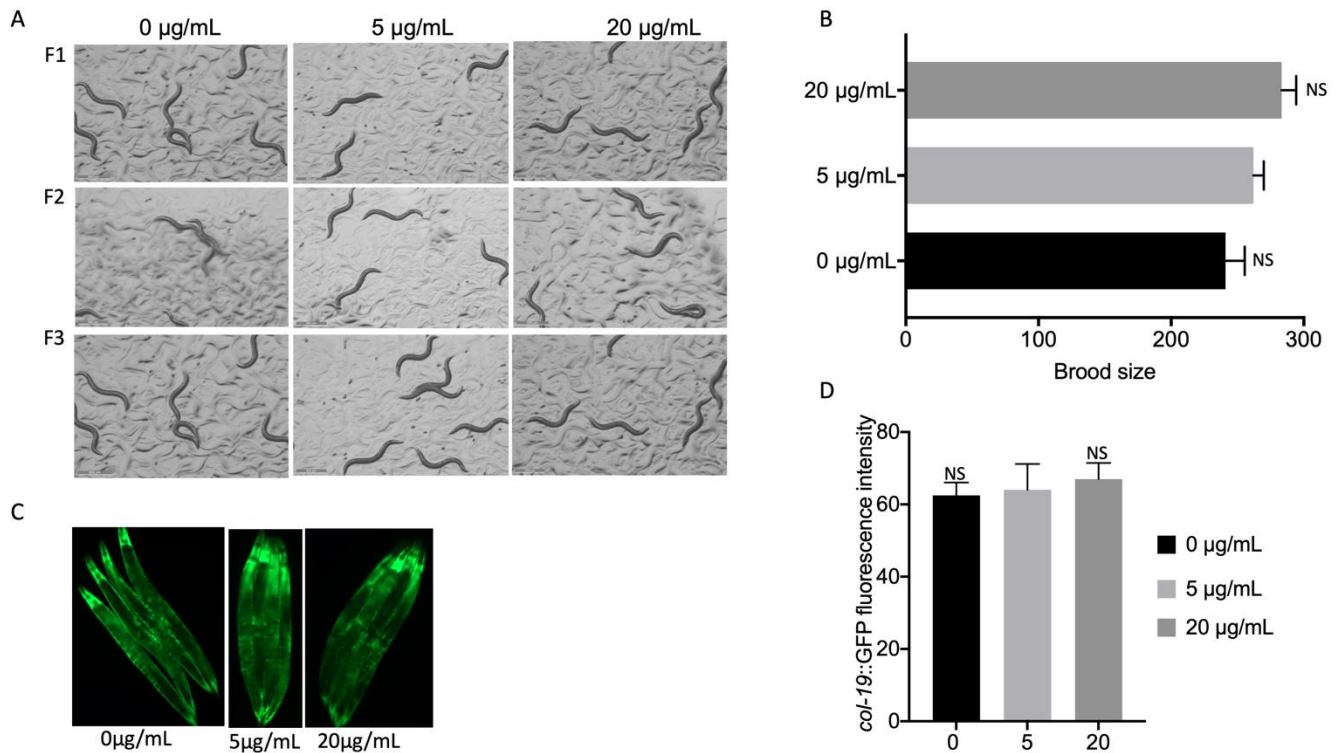 A
0 µg/mL
5 µg/mL
20 µg/mL
F1
F2
F3
B
20 µg/mL
NS
5 µg/mL
0 µg/mL
NS
0
100
200
300
Brood size
C
0µg/mL
5µg/mL
20µg/mL
D
col-19::GFP fluorescence intensity
80
60
40
20
0
NS
NS
0
5
20
0 µg/mL
5 µg/mL
20 µg/mL